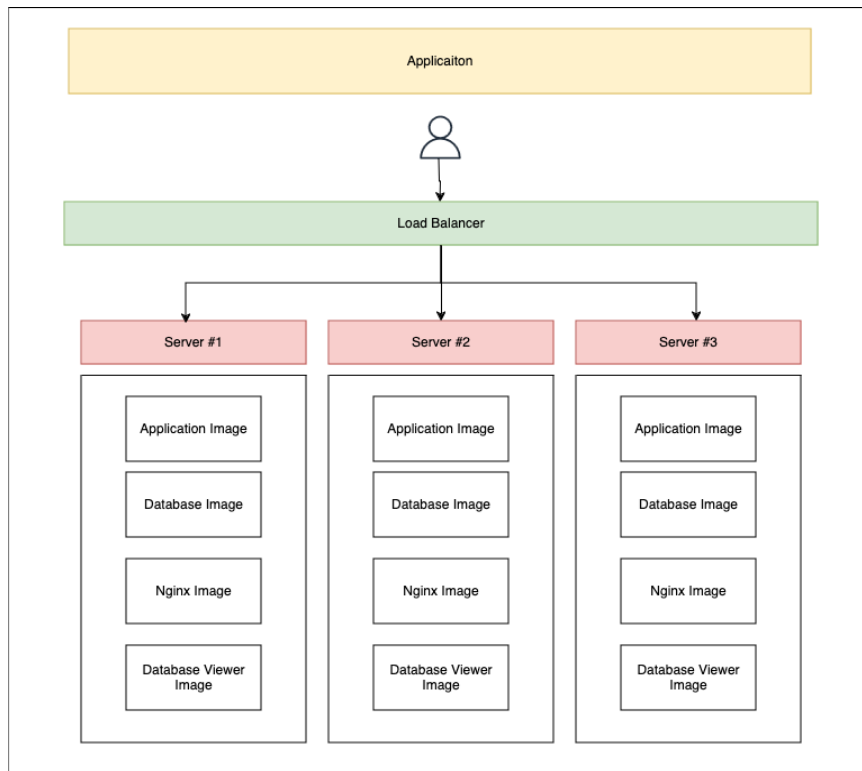 Applicaiton
Load Balancer
Server #1
Server #2
Server #3
Application Image
Application Image
Application Image
Database Image
Database Image
Database Image
Nginx Image
Nginx Image
Nginx Image
Database Viewer
Image
Database Viewer
Image
Database Viewer
Image